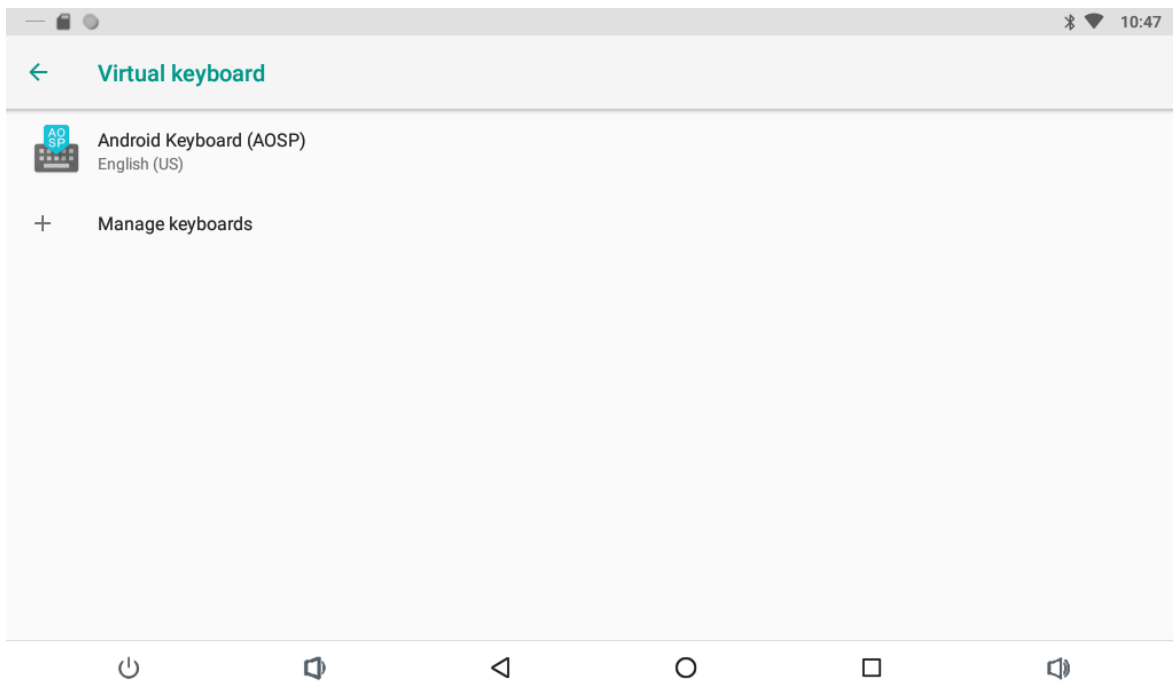 10:47
Virtual keyboard
AO
SP
Android Keyboard (AOSP)
English (US)
Manage keyboards